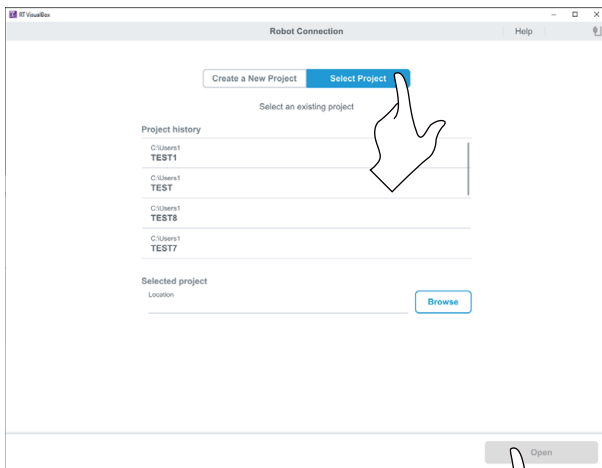 RT VisualBox
Robot Connection
Help
Create a New Project
Select Project
Select an existing project
Project history
C:\Users1
TEST1
C:\Users1
TEST
C:\Users1
TEST8
C:\Users1
TEST7
Selected project
Location
Browse
Open